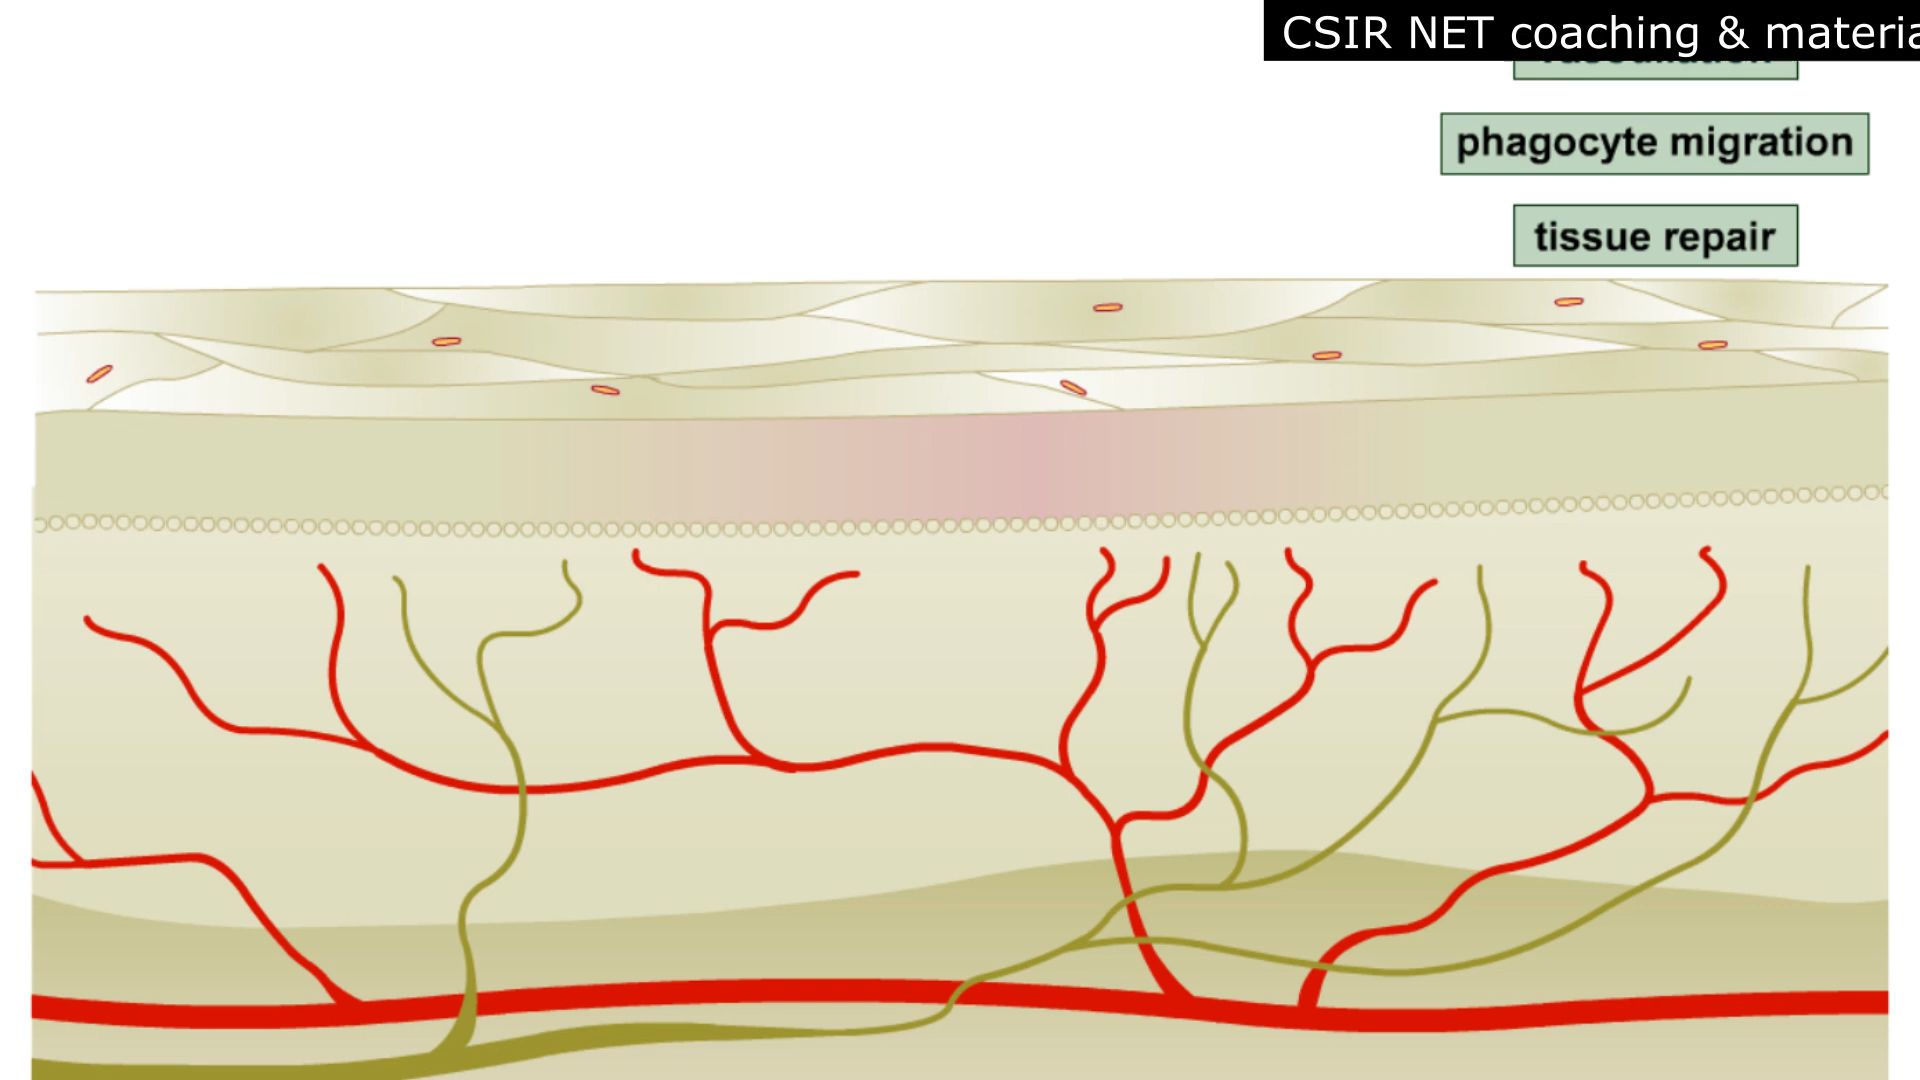 CSIR NET coaching & materia
phagocyte migration
tissue repair